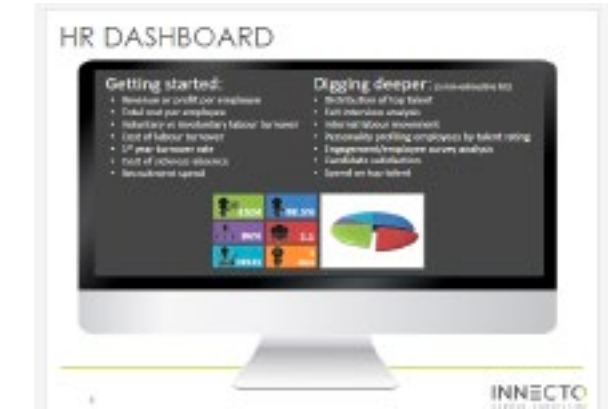 HR DASHBOARD
Getting started:
• Revenue or profit per employee
• Total cost per employee
• Voluntary vs involuntary labour turnover
• Cost of labour turnover
• 1st year turnover rate
• Cost of sickness absence
• Recruitment spend
Digging deeper:
• Distribution of top talent
• Exit interview analysis
• Internal labour movement
• Personality profiling employees by talent rating
• Engagement/employee survey analysis
• Candidate satisfaction
• Spend on top talent
INNECTO